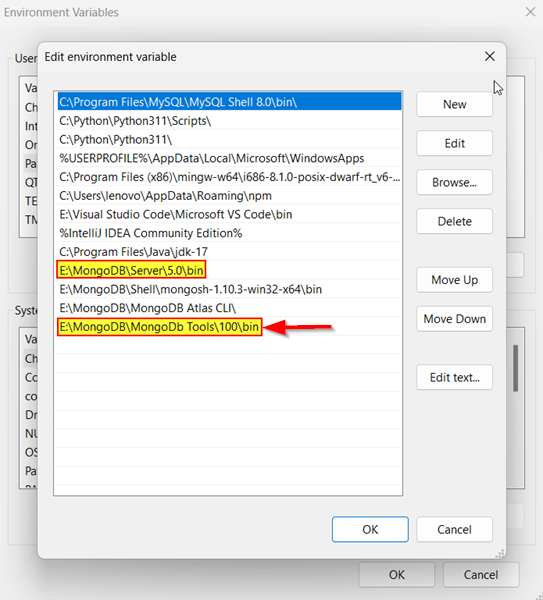 Environment Variables
Edit environment variable
User
Va
Ch
Int
On
Pa
QT
TE
TM
C:\Program Files\MySQL\MySQL Shell 8.0\bin\
C:\Python\Python311\Scripts\
C:\Python\Python311\
%USERPROFILE%\AppData\Local\Microsoft\WindowsApps
C:\Program Files (x86)\mingw-w64\i686-8.1.0-posix-dwarf-rt_v6-...
C:\Users\lenovo\AppData\Roaming\npm
E:\Visual Studio Code\Microsoft VS Code\bin
%IntelliJ IDEA Community Edition%
C:\Program Files\Java\jdk-17
E:\MongoDB\Server\5.0\bin
E:\MongoDB\Shell\mongosh-1.10.3-win32-x64\bin
E:\MongoDB\MongoDB Atlas CLI\
E:\MongoDB\MongoDb Tools\100\bin
New
Edit
Browse...
Delete
Move Up
Move Down
Edit text...
Syste
Va
Ch
Co
co
Dr
NU
OS
Pa
OK
Cancel
OK
Cancel